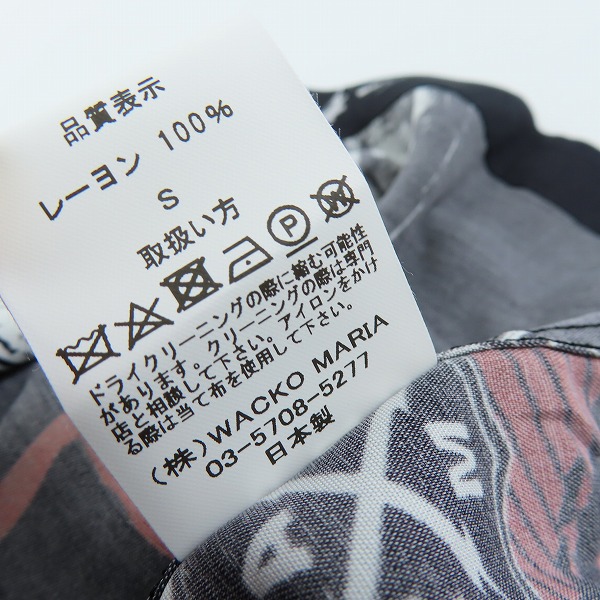 品質表示
レーヨン 100%
S
取扱い方
P W
ドライクリーニングの際に縮む可能性
があります。クリーニングの際は専門
店と相談して下さい。アイロンをかけ
る際は当て布を使用して下さい。
(株) WACKO MARIA
03-5708-5277
日本製